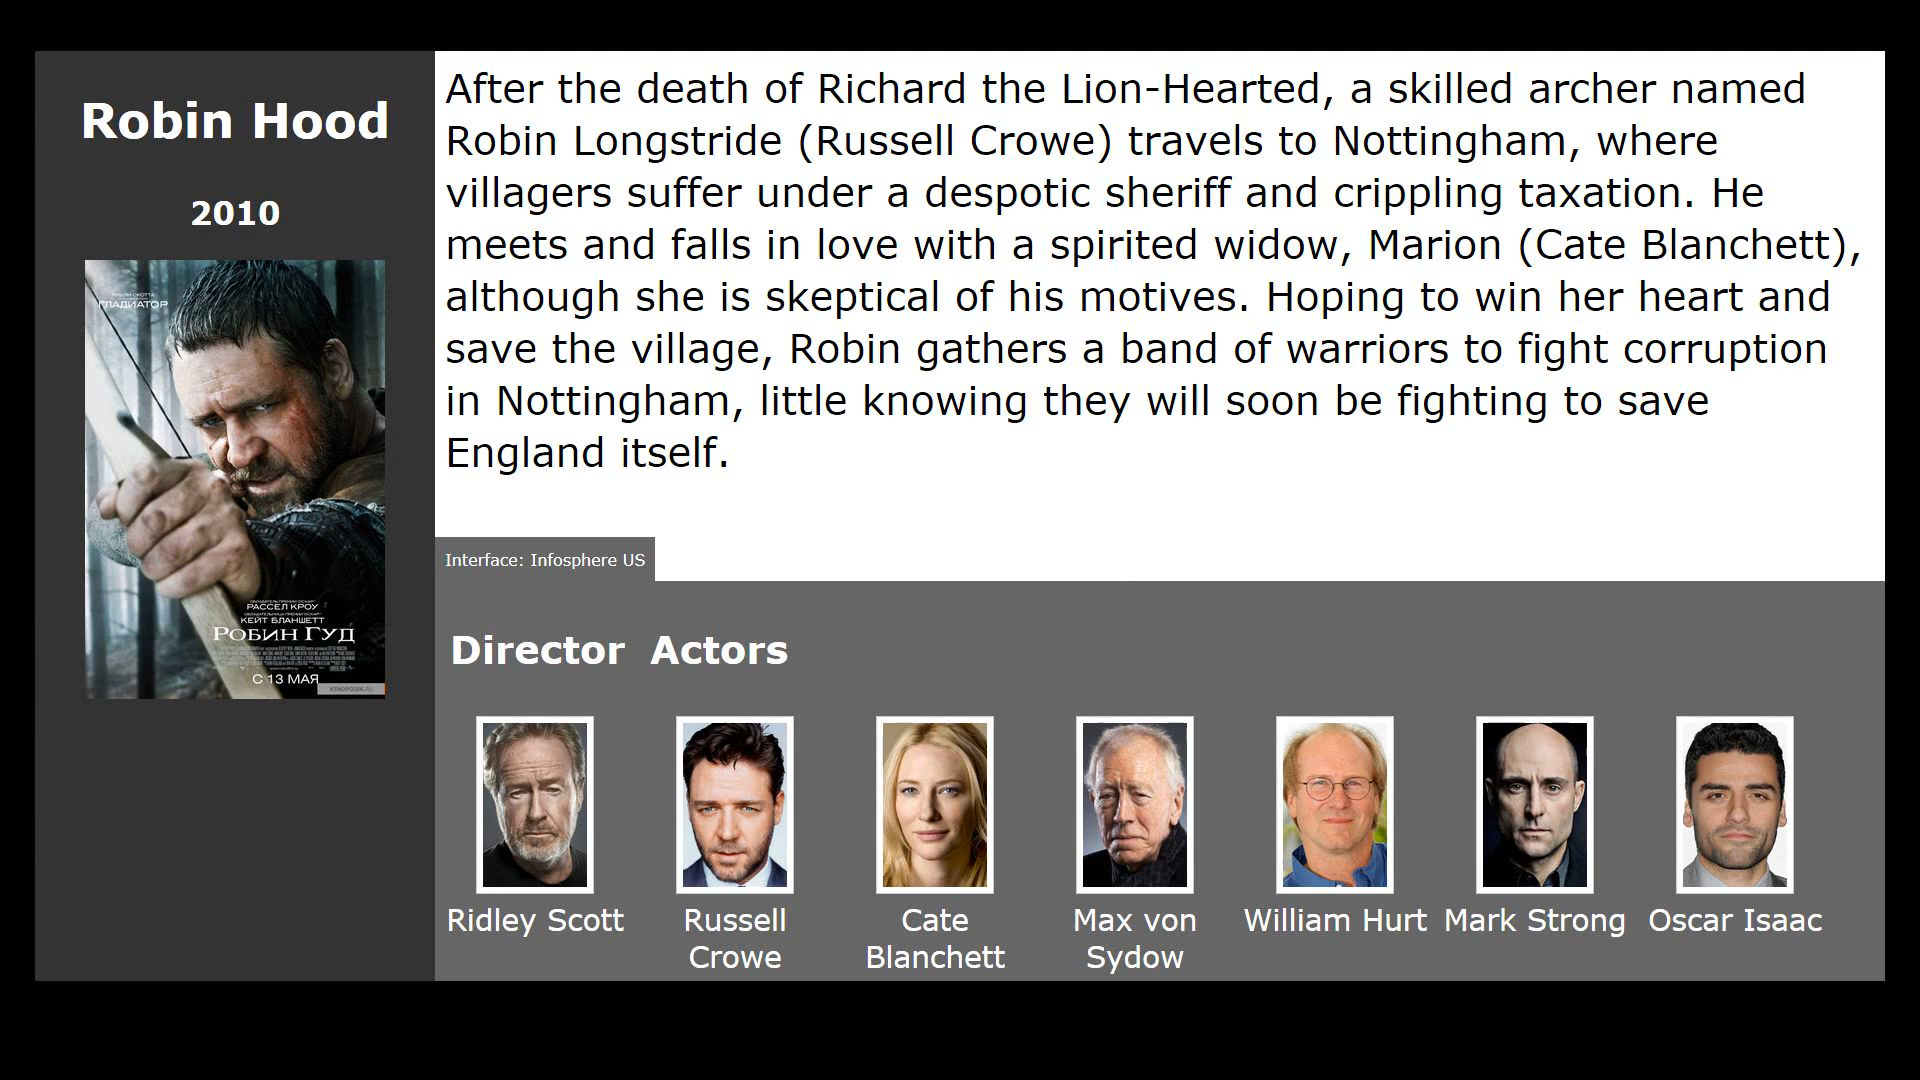 Robin Hood
2010
РИДЛИ СКОТТА
ГЛАДИАТОР
РАССЕЛ КРОУ
КЕЙТ БЛАНШЕТТ
РОБИН ГУД
С 13 МАЯ
KINOPOISK.RU
After the death of Richard the Lion-Hearted, a skilled archer named
Robin Longstride (Russell Crowe) travels to Nottingham, where
villagers suffer under a despotic sheriff and crippling taxation. He
meets and falls in love with a spirited widow, Marion (Cate Blanchett),
although she is skeptical of his motives. Hoping to win her heart and
save the village, Robin gathers a band of warriors to fight corruption
in Nottingham, little knowing they will soon be fighting to save
England itself.
Interface: Infosphere US
Director Actors
Ridley Scott
Russell
Crowe
Cate
Blanchett
Max von
Sydow
William Hurt
Mark Strong
Oscar Isaac